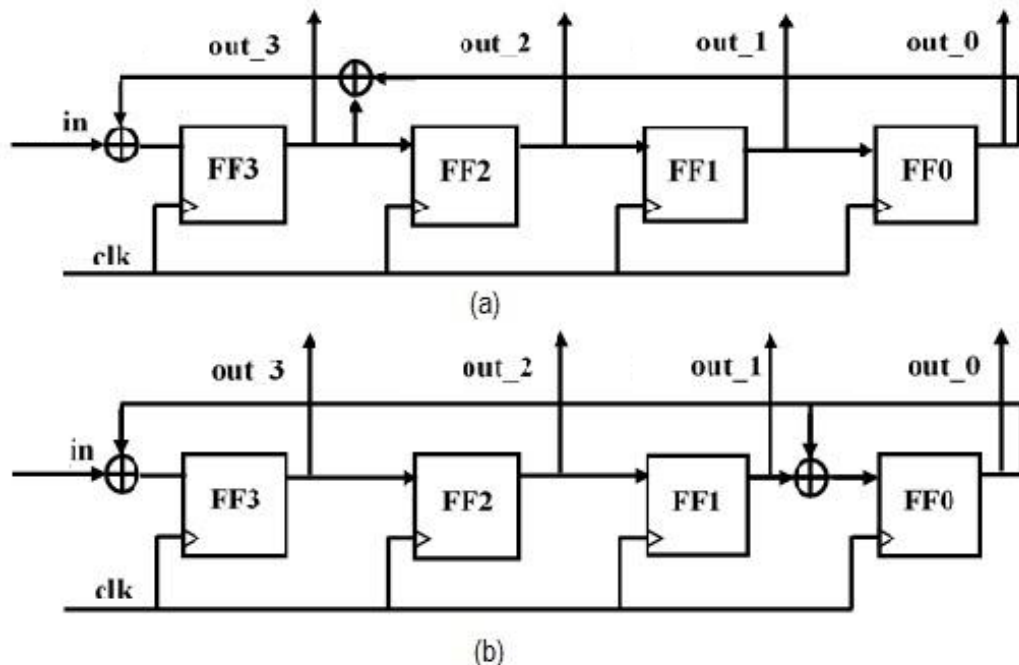 out_3 out_2 out_1 out_0
in
FF3 FF2 FF1 FF0
clk
(a)
out_3 out_2 out_1 out_0
in
FF3 FF2 FF1 FF0
clk
(b)